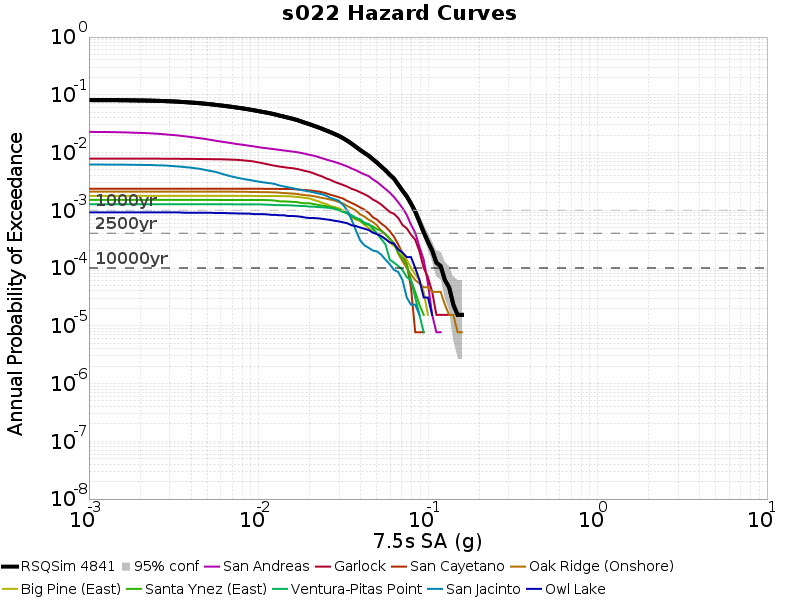 s022 Hazard Curves
Annual Probability of Exceedance
10^0
10^-1
10^-2
10^-3
10^-4
10^-5
10^-6
10^-7
10^-8
1000yr
2500yr
10000yr
10^-3 10^-2 10^-1 10^0 10^1
7.5s SA (g)
RSQSim 4841 95% conf San Andreas Garlock San Cayetano Oak Ridge (Onshore)
Big Pine (East) Santa Ynez (East) Ventura-Pitas Point San Jacinto Owl Lake